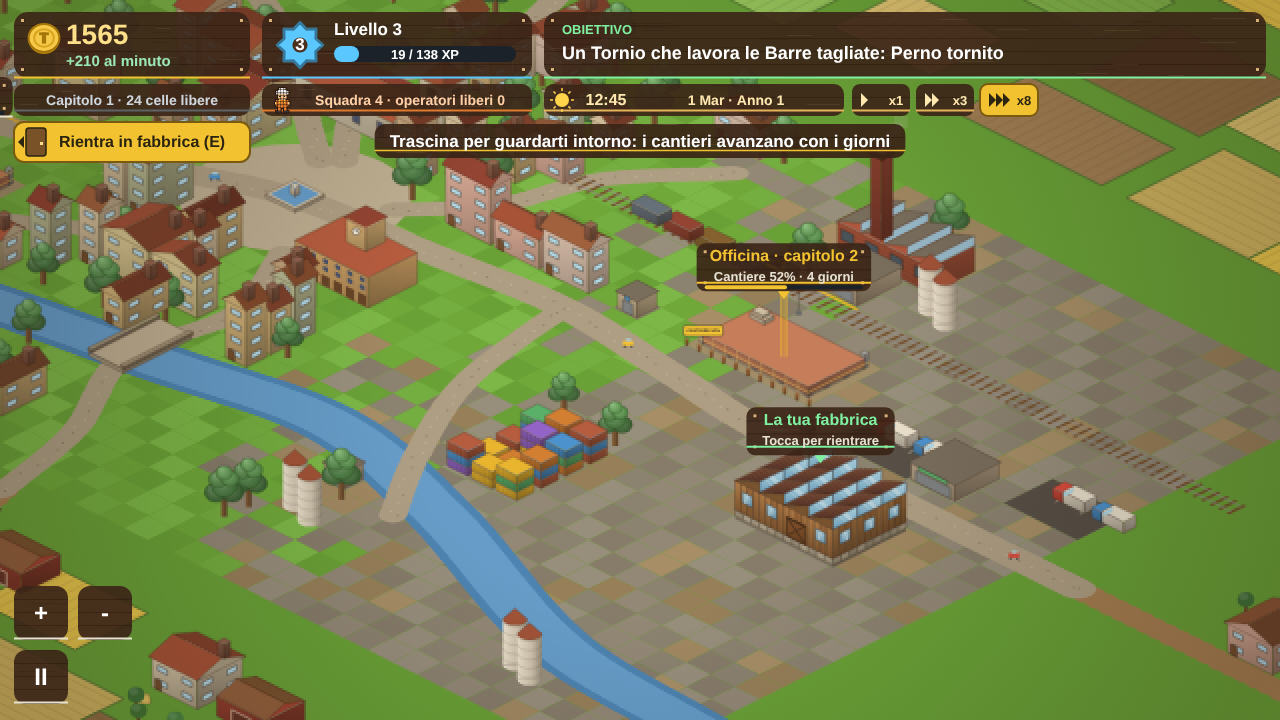 1565
+210 al minuto
3
Livello 3
19 / 138 XP
OBIETTIVO
Un Tornio che lavora le Barre tagliate: Perno tornito
Capitolo 1 · 24 celle libere
Squadra 4 · operatori liberi 0
12:45
1 Mar · Anno 1
x1
x3
x8
Rientra in fabbrica (E)
Trascina per guardarti intorno: i cantieri avanzano con i giorni
Officina · capitolo 2
Cantiere 52% · 4 giorni
La tua fabbrica
Tocca per rientrare
+
-